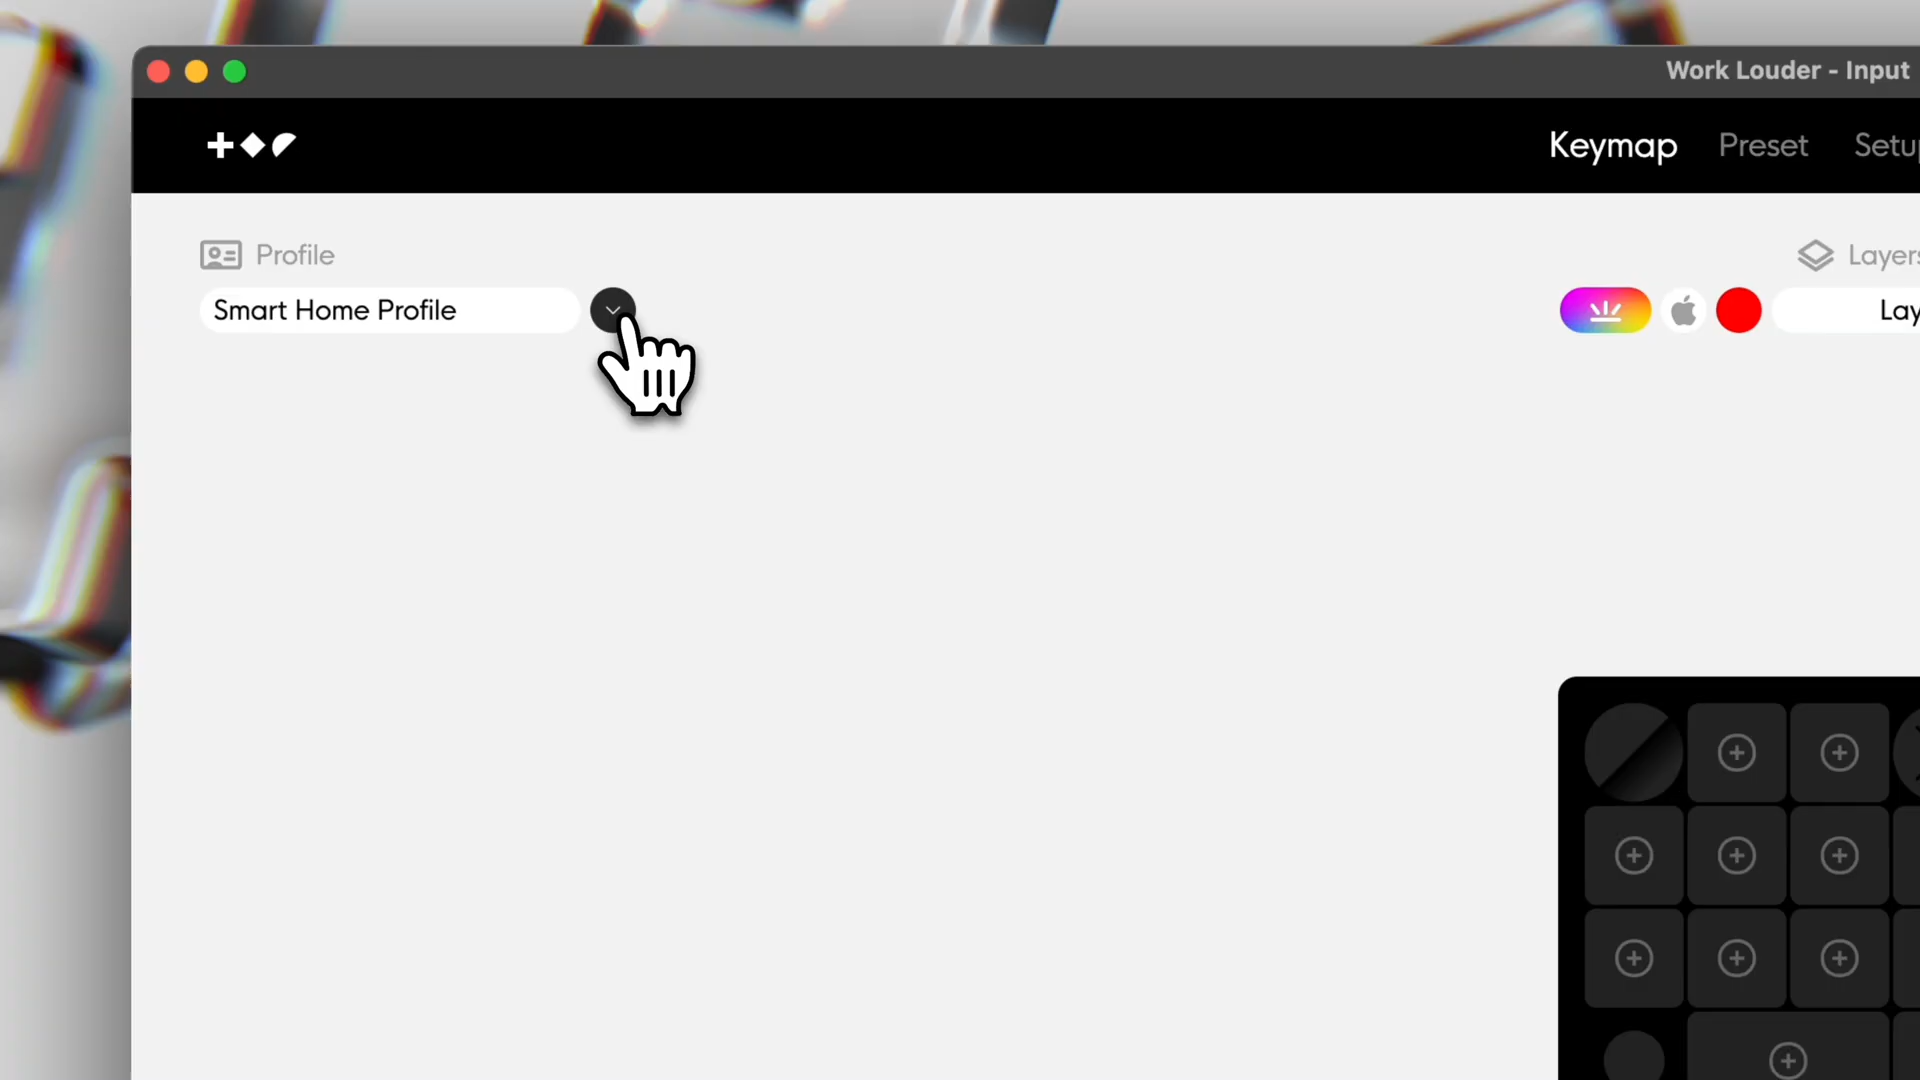 Work Louder - Input
Keymap Preset
Profile
Smart Home Profile